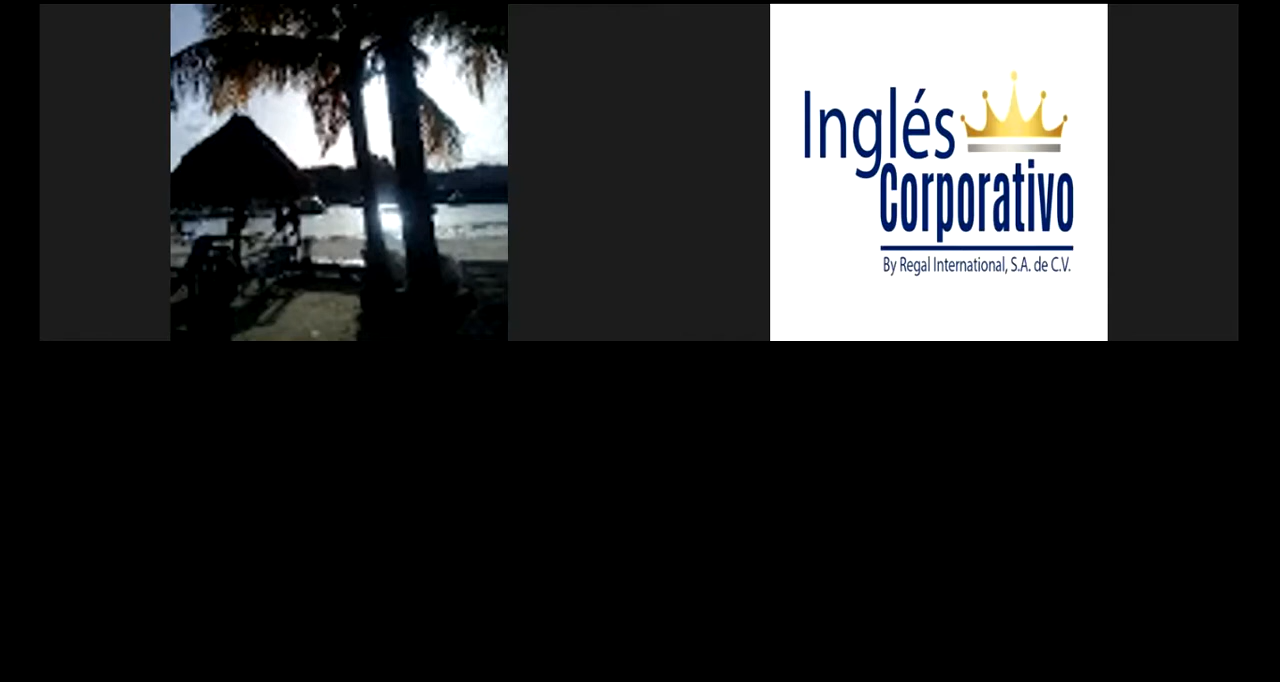 Inglés
Corporativo
By Regal International, S.A. de C.V.